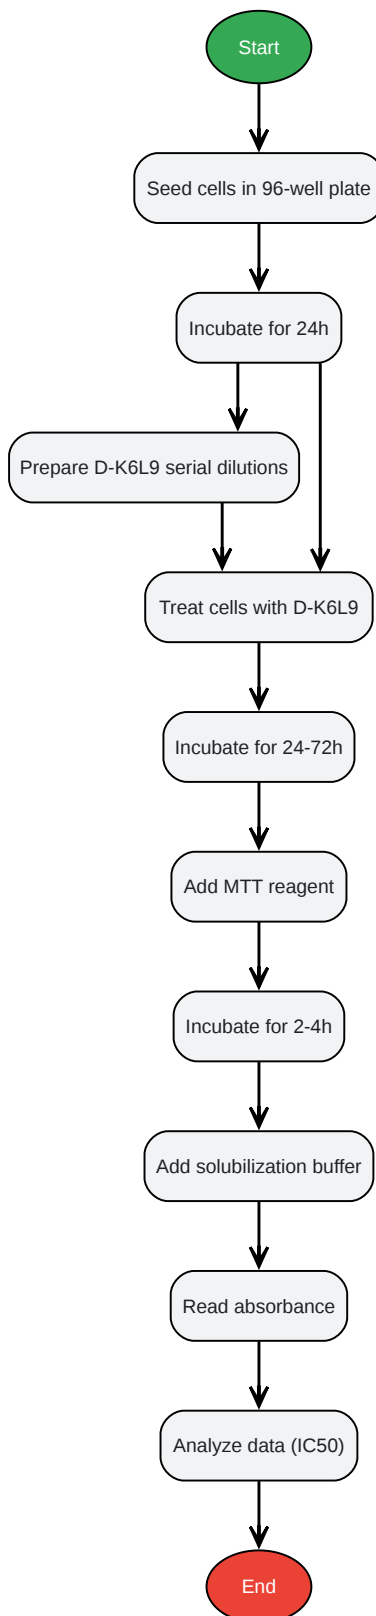 Start
Seed cells in 96-well plate
Incubate for 24h
Prepare D-K6L9 serial dilutions
Treat cells with D-K6L9
Incubate for 24-72h
Add MTT reagent
Incubate for 2-4h
Add solubilization buffer
Read absorbance
Analyze data (IC50)
End